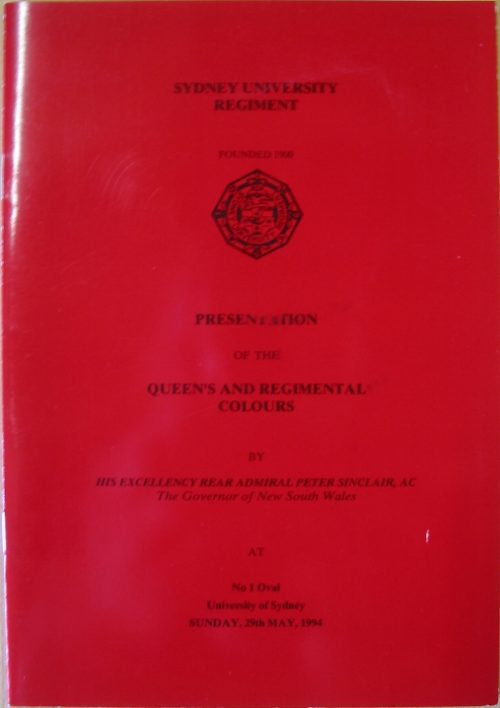 SYDNEY UNIVERSITY
REGIMENT
FOUNDED 1900
PRESENTATION
OF THE
QUEEN'S AND REGIMENTAL
COLOURS
BY
HIS EXCELLENCY REAR ADMIRAL PETER SINCLAIR, AC
The Governor of New South Wales
AT
No 1 Oval
University of Sydney
SUNDAY, 29th MAY, 1994